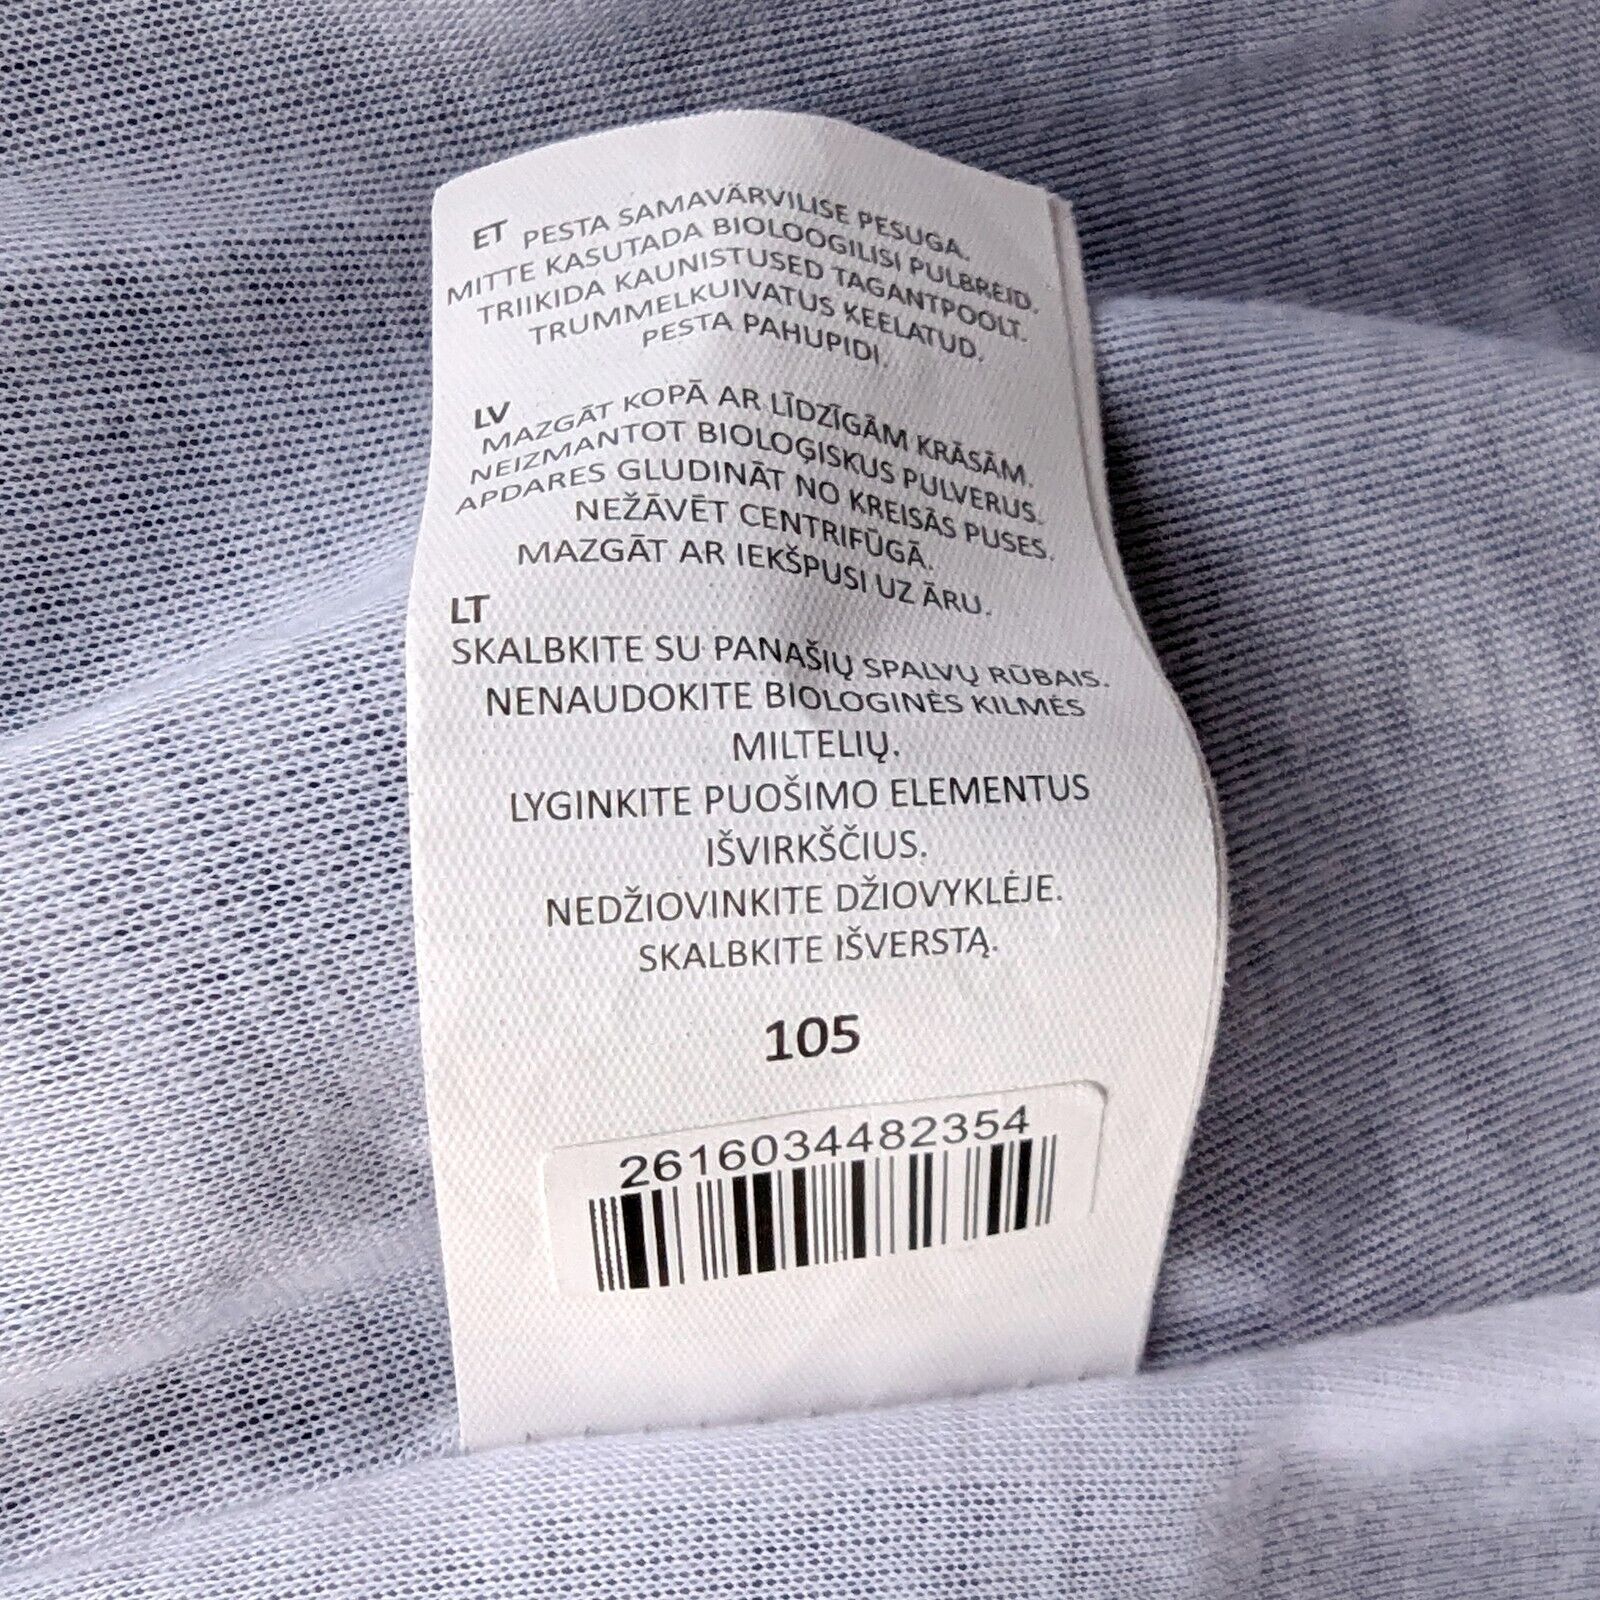 ET PESTA SAMAVÄRVILISE PESUGA.
MITTE KASUTADA BIOLOOGILISI PULBREID.
TRIIKIDA KAUNISTUSED TAGANTPOOLT.
TRUMMELKUIVATUS KEELATUD.
PESTA PAHUPIDI.
LV
MAZGĀT KOPĀ AR LĪDZĪGĀM KRĀSĀM.
NEIZMANTOT BIOLOĢISKUS PULVERUS.
APDARES GLUDINĀT NO KREISĀS PUSES.
NEŽĀVĒT CENTRIFŪGĀ.
MAZGĀT AR IEKŠPUSI UZ ĀRU.
LT
SKALBKITE SU PANAŠIŲ SPALVŲ RŪBAIS.
NENAUDOKITE BIOLOGINĖS KILMĖS
MILTELIŲ.
LYGINKITE PUOŠIMO ELEMENTUS
IŠVIRKŠČIUS.
NEDŽIOVINKITE DŽIOVYKLĖJE.
SKALBKITE IŠVERSTĄ.
105
2616034482354